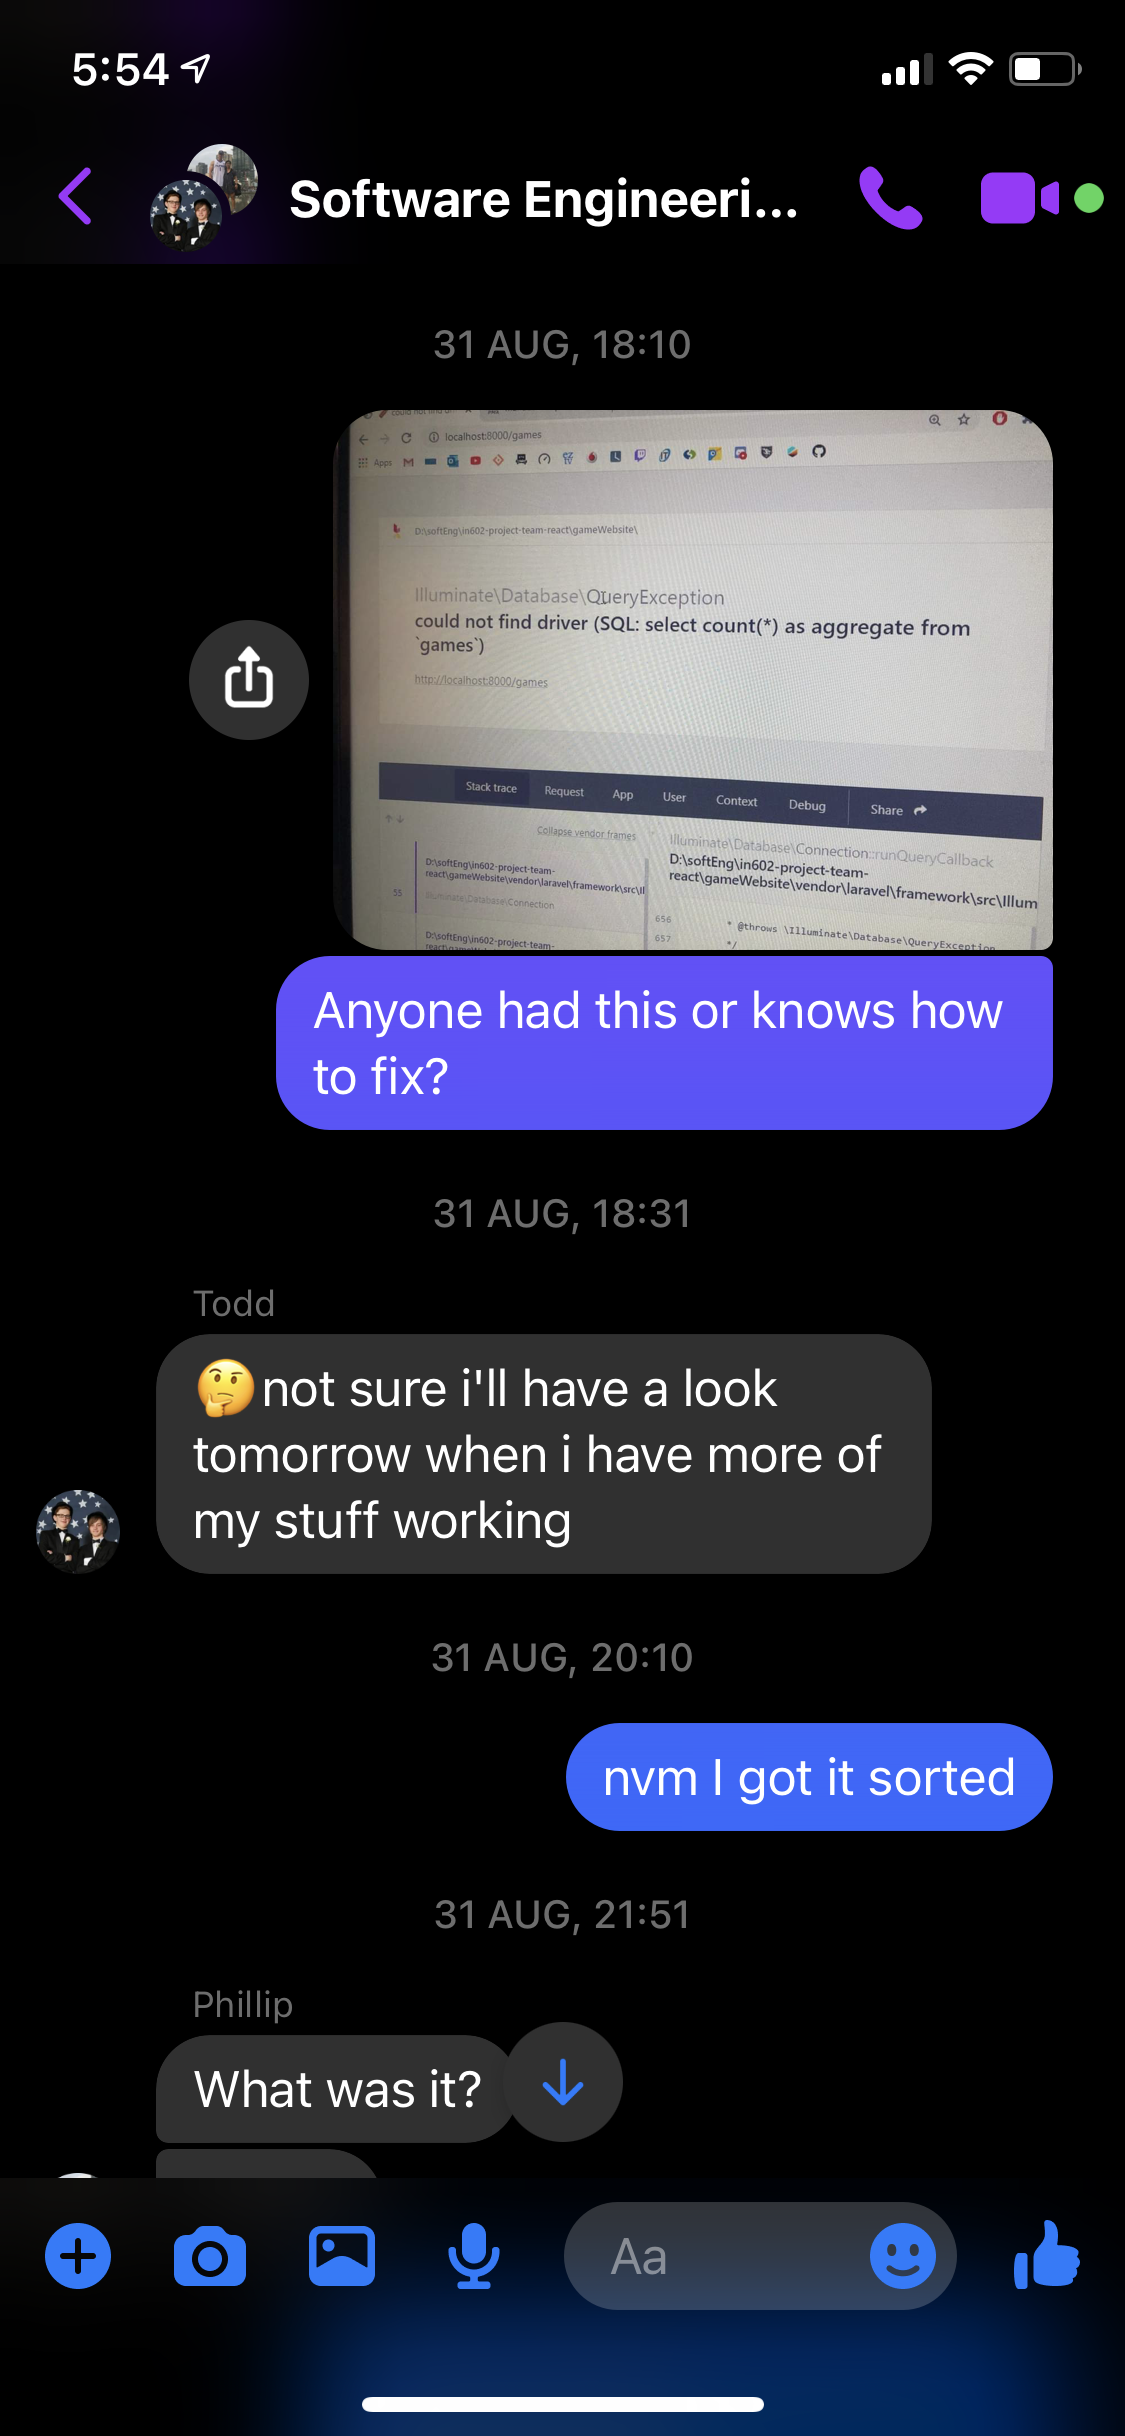 5:54
Software Engineeri...
31 AUG, 18:10
localhost:8000/games
Apps
D:\softEng\in602-project-team-react\gameWebsite\
Illuminate\Database\QueryException
could not find driver (SQL: select count(*) as aggregate from
`games`)
http://localhost:8000/games
Stack trace Request App User Context Debug Share
Collapse vendor frames
Illuminate\Database\Connection::runQueryCallback
D:\softEng\in602-project-team-
react\gameWebsite\vendor\laravel\framework\src\Illum
D:\softEng\in602-project-team-
react\gameWebsite\vendor\laravel\framework\src\Il
55
Illuminate\Database\Connection
656
* @throws \Illuminate\Database\QueryException
657
*/
D:\softEng\in602-project-team-
Anyone had this or knows how
to fix?
31 AUG, 18:31
Todd
🤔not sure i'll have a look
tomorrow when i have more of
my stuff working
31 AUG, 20:10
nvm I got it sorted
31 AUG, 21:51
Phillip
What was it?
Aa